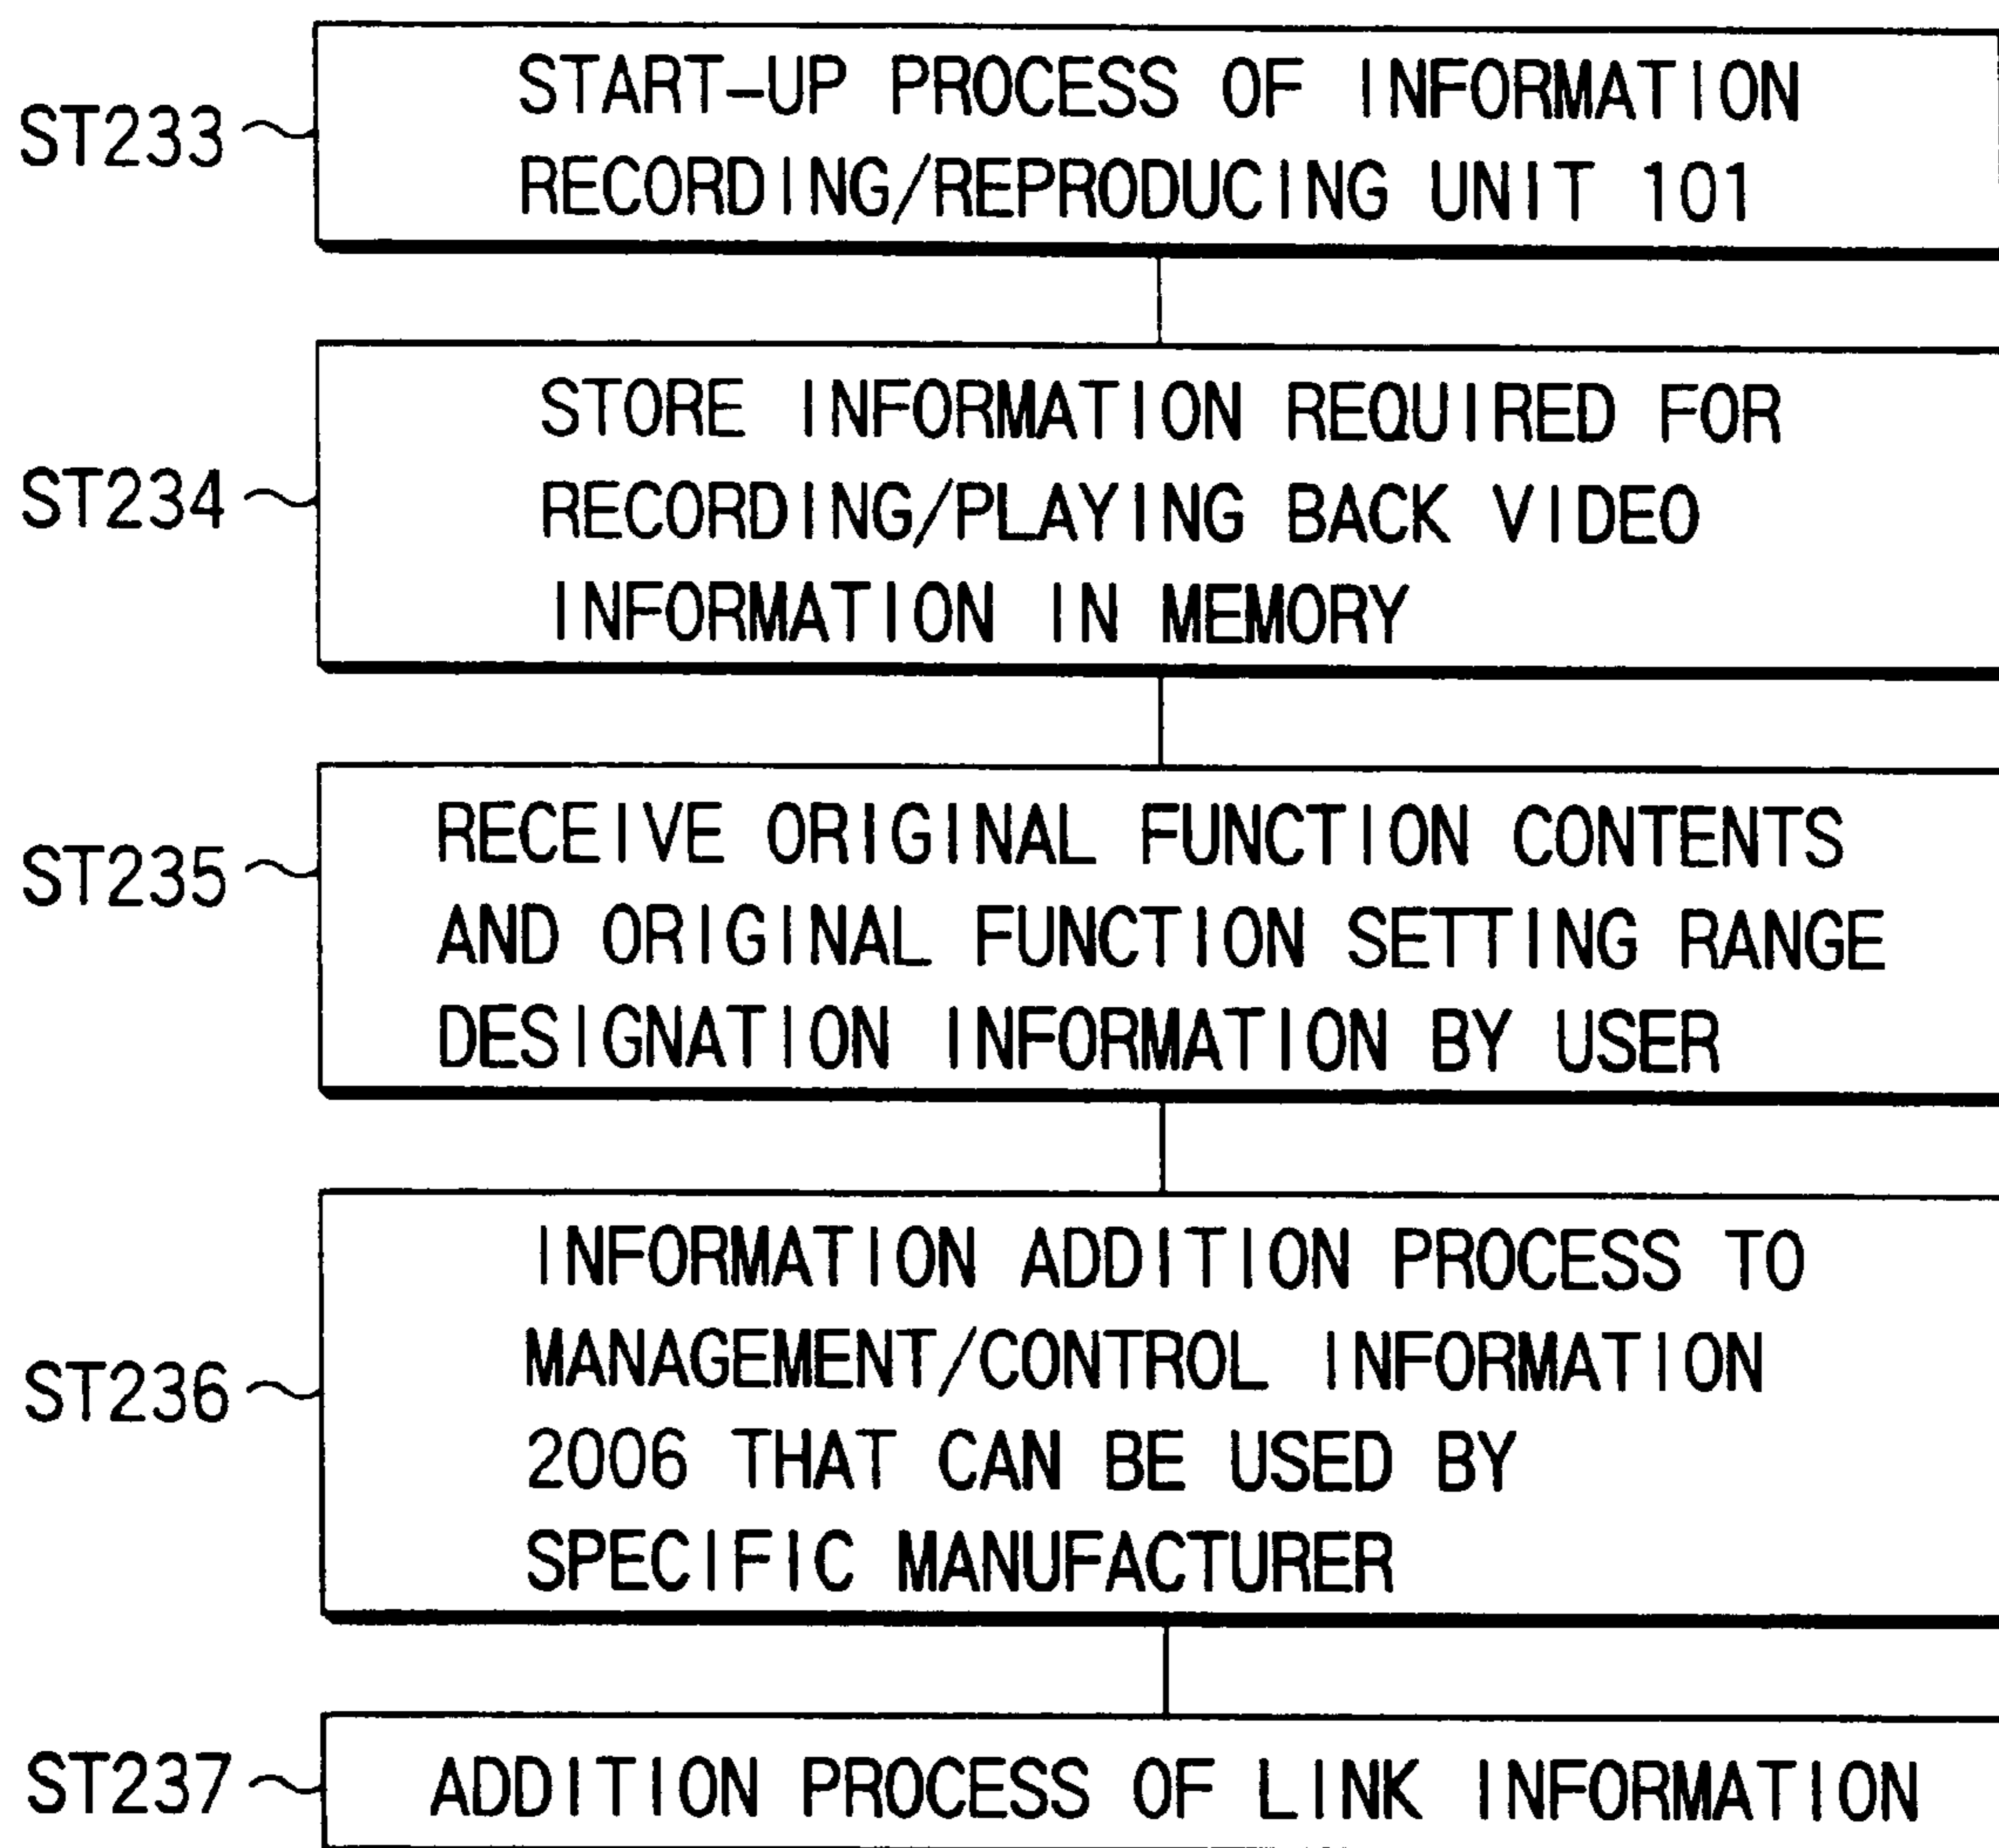 ST233
START-UP PROCESS OF INFORMATION
RECORDING/REPRODUCING UNIT 101
ST234
STORE INFORMATION REQUIRED FOR
RECORDING/PLAYING BACK VIDEO
INFORMATION IN MEMORY
ST235
RECEIVE ORIGINAL FUNCTION CONTENTS
AND ORIGINAL FUNCTION SETTING RANGE
DESIGNATION INFORMATION BY USER
ST236
INFORMATION ADDITION PROCESS TO
MANAGEMENT/CONTROL INFORMATION
2006 THAT CAN BE USED BY
SPECIFIC MANUFACTURER
ST237
ADDITION PROCESS OF LINK INFORMATION